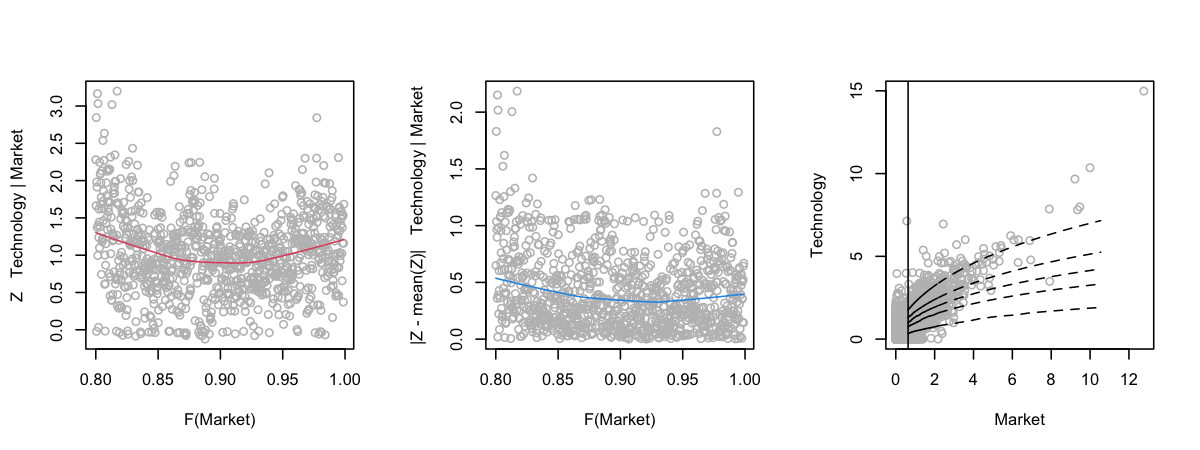 Z   Technology | Market
0.0 0.5 1.0 1.5 2.0 2.5 3.0
0.80 0.85 0.90 0.95 1.00
F(Market)
|Z - mean(Z)|   Technology | Market
0.0 0.5 1.0 1.5 2.0
0.80 0.85 0.90 0.95 1.00
F(Market)
Technology
0 5 10 15
0 2 4 6 8 10 12
Market